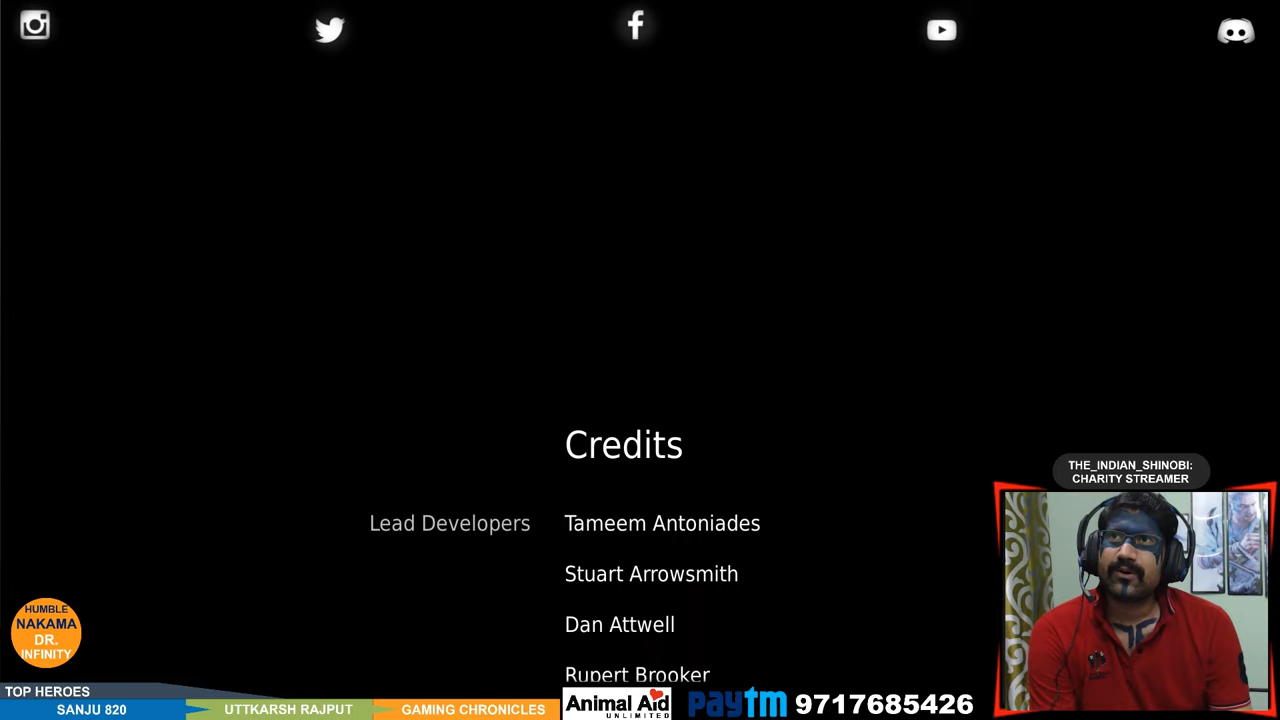 Credits
Lead Developers Tameem Antoniades
Stuart Arrowsmith
Dan Attwell
Rupert Brooker
THE_INDIAN_SHINOBI:
CHARITY STREAMER
HUMBLE
NAKAMA
DR.
INFINITY
TOP HEROES
SANJU 820 UTTKARSH RAJPUT GAMING CHRONICLES
Animal Aid
UNLIMITED
paytm 9717685426